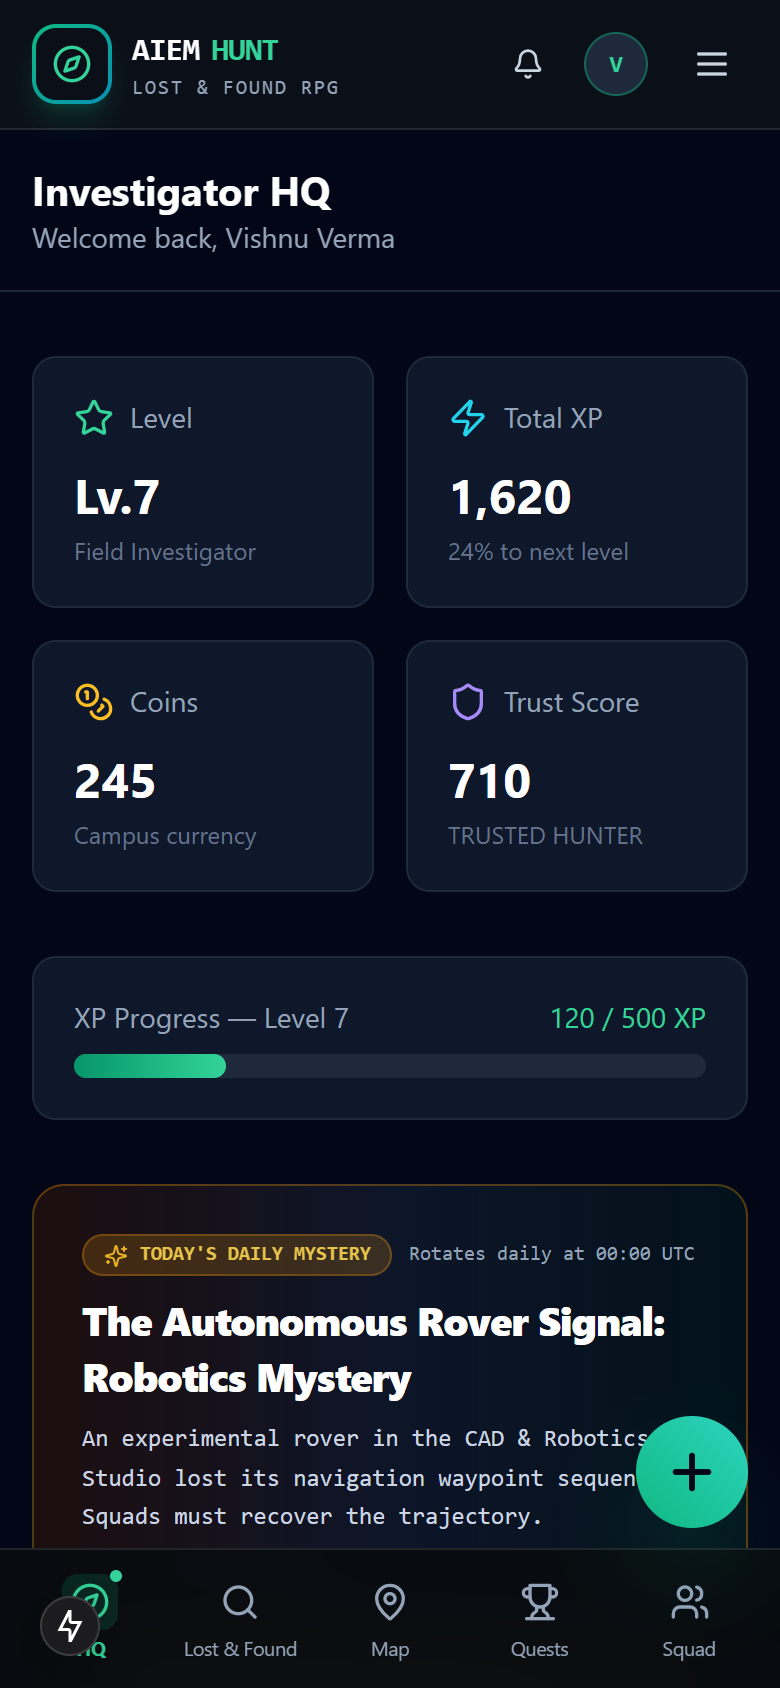 AIEM HUNT
LOST & FOUND RPG
V
Investigator HQ
Welcome back, Vishnu Verma
Level
Lv.7
Field Investigator
Total XP
1,620
24% to next level
Coins
245
Campus currency
Trust Score
710
TRUSTED HUNTER
XP Progress — Level 7
120 / 500 XP
TODAY'S DAILY MYSTERY
Rotates daily at 00:00 UTC
The Autonomous Rover Signal:
Robotics Mystery
An experimental rover in the CAD & Robotics
Studio lost its navigation waypoint sequen
Squads must recover the trajectory.
HQ
Lost & Found
Map
Quests
Squad